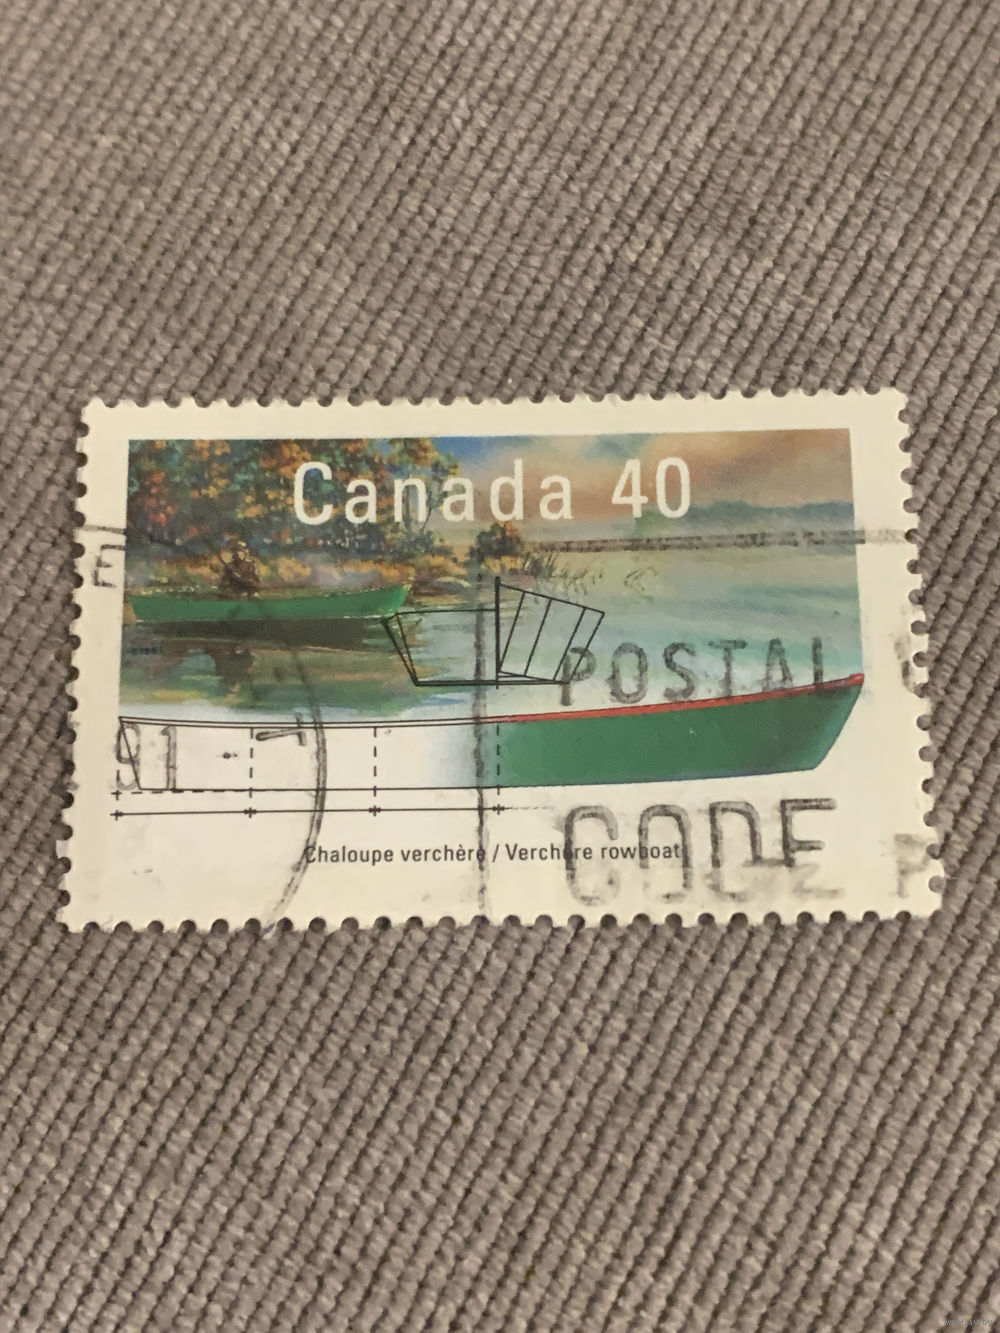 Canada 40
E
POSTAL
91
Chaloupe verchère / Verchère rowboat
CODE P